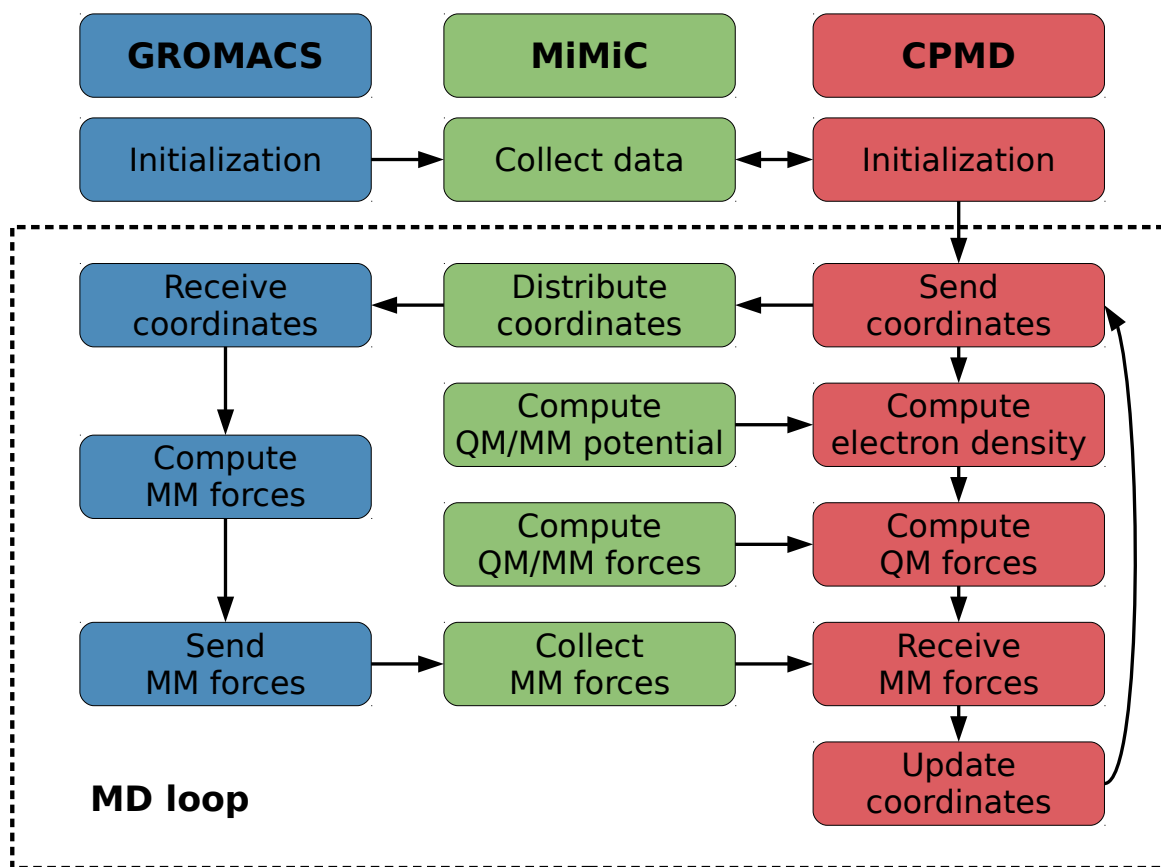 GROMACS
MiMiC
CPMD
Initialization
Collect data
Initialization
Receive
coordinates
Distribute
coordinates
Send
coordinates
Compute
QM/MM potential
Compute
electron density
Compute
MM forces
Compute
QM/MM forces
Compute
QM forces
Send
MM forces
Collect
MM forces
Receive
MM forces
Update
coordinates
MD loop